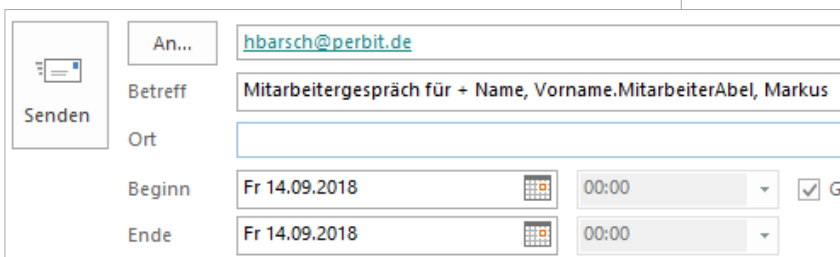 An...
hbarsch@perbit.de
Senden
Betreff
Mitarbeitergespräch für + Name, Vorname.MitarbeiterAbel, Markus
Ort
Beginn
Fr 14.09.2018
00:00
G
Ende
Fr 14.09.2018
00:00